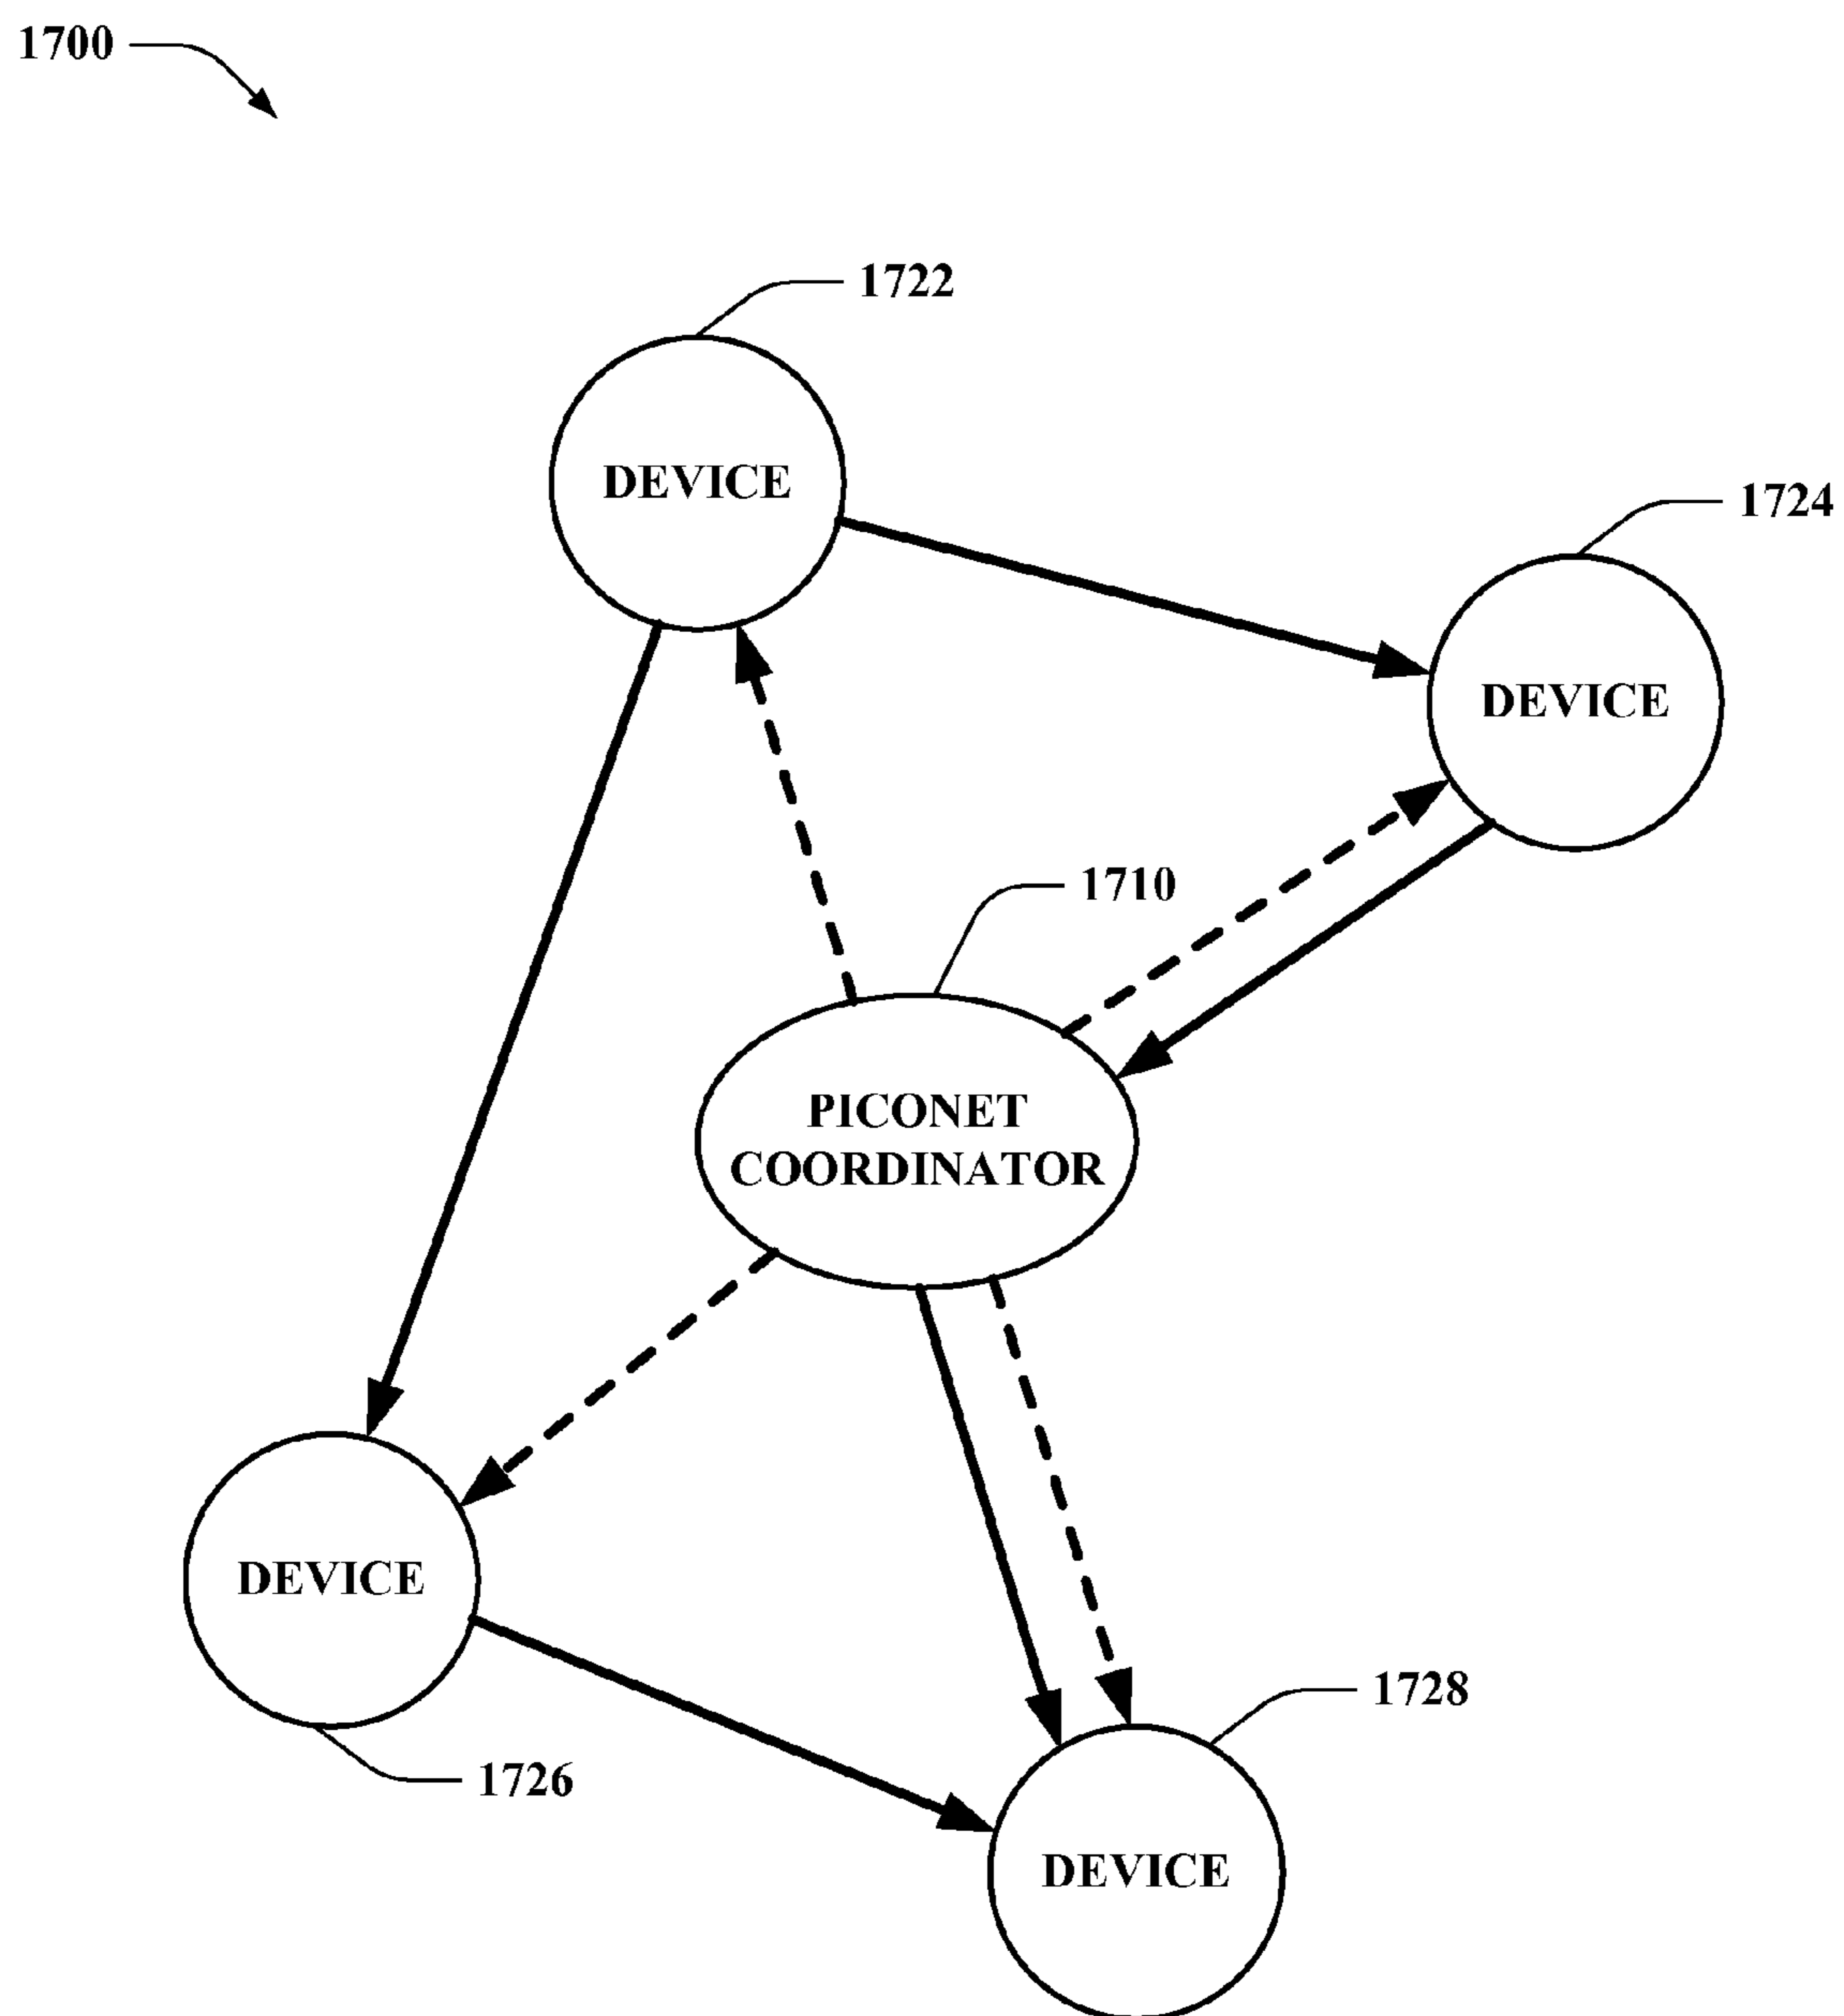 1700
1722
DEVICE
1724
DEVICE
1710
PICONET
COORDINATOR
DEVICE
1728
1726
DEVICE